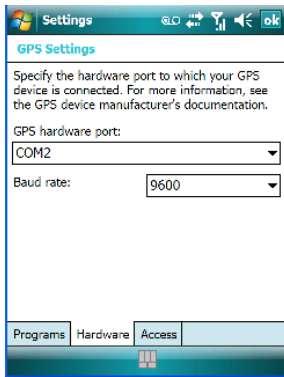 Settings
ok
GPS Settings
Specify the hardware port to which your GPS
device is connected. For more information, see
the GPS device manufacturer's documentation.
GPS hardware port:
COM2
Baud rate:
9600
Programs Hardware Access